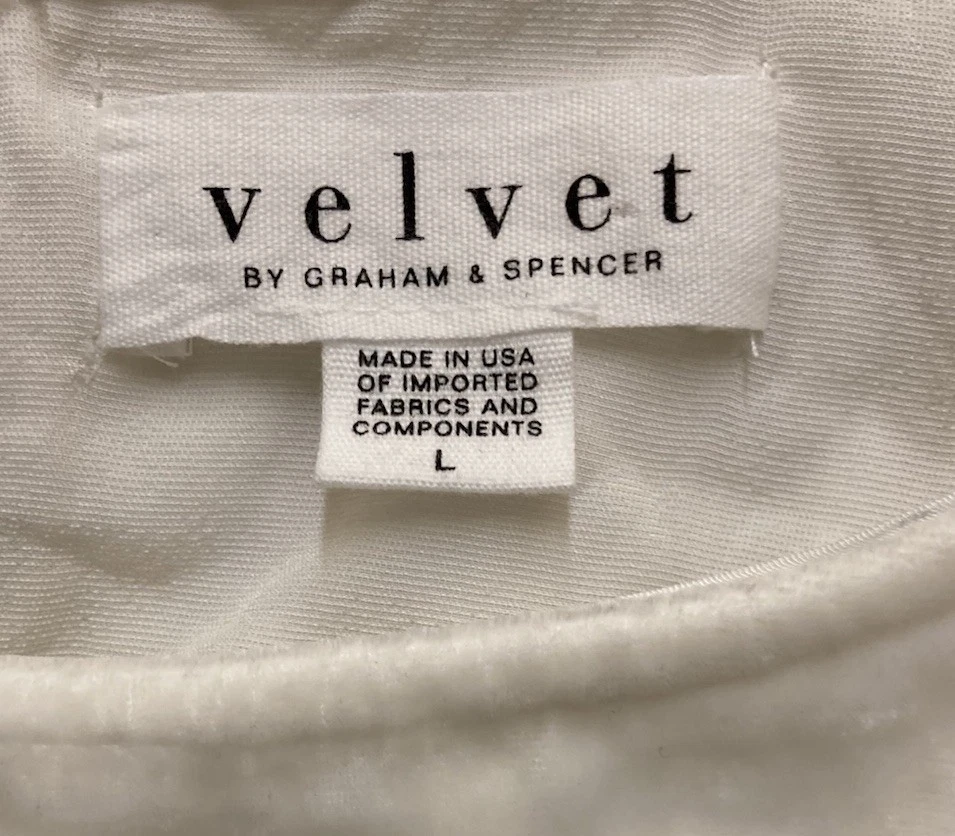 velvet
BY GRAHAM & SPENCER
MADE IN USA
OF IMPORTED
FABRICS AND
COMPONENTS
L